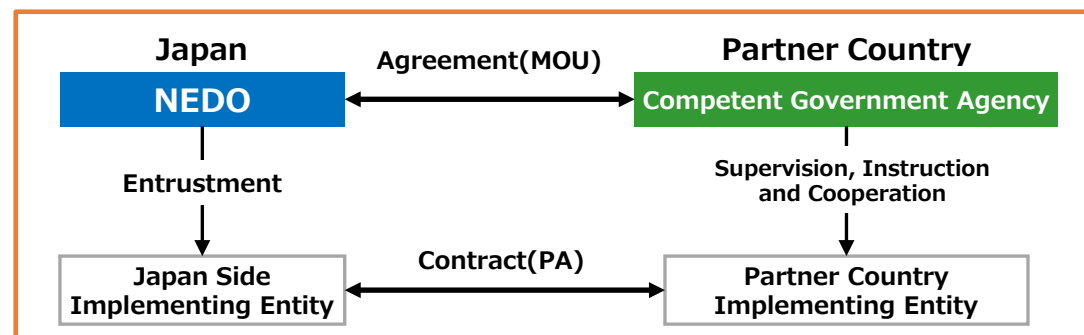 Japan
Partner Country
Agreement(MOU)
NEDO
Competent Government Agency
Entrustment
Supervision, Instruction
and Cooperation
Contract(PA)
Japan Side
Implementing Entity
Partner Country
Implementing Entity